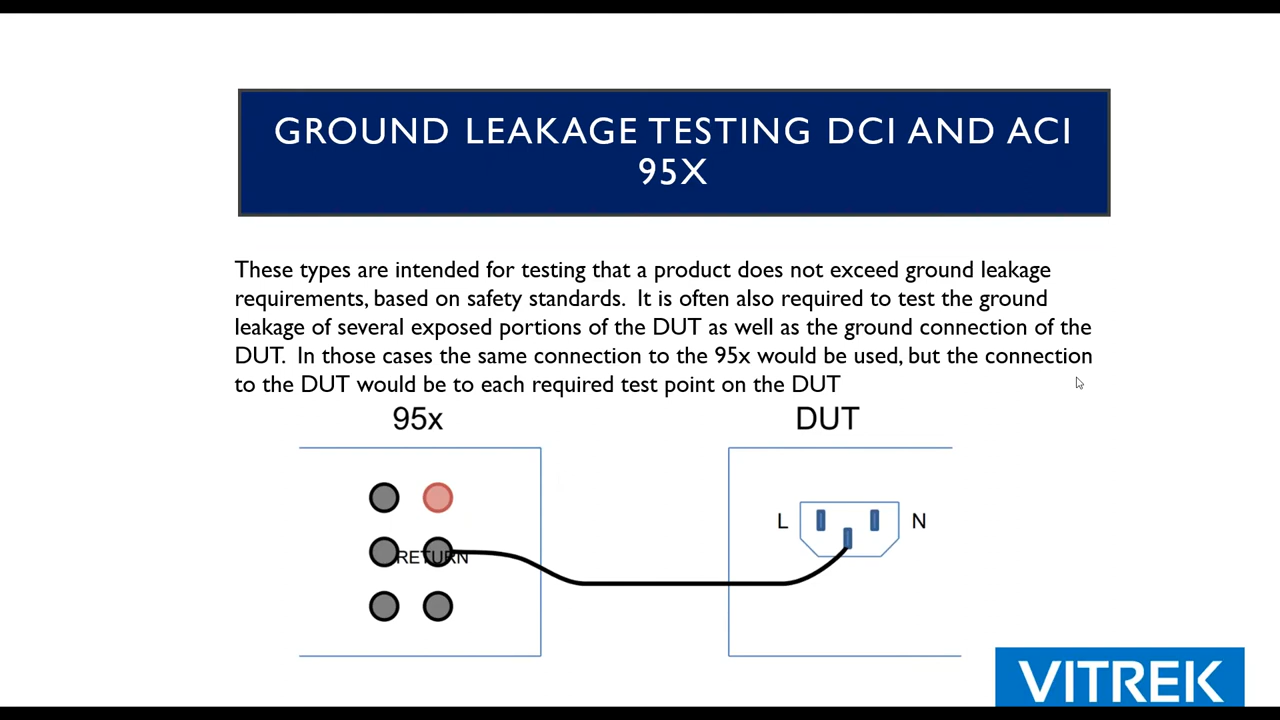 GROUND LEAKAGE TESTING DCI AND ACI
95X
These types are intended for testing that a product does not exceed ground leakage
requirements, based on safety standards.  It is often also required to test the ground
leakage of several exposed portions of the DUT as well as the ground connection of the
DUT.  In those cases the same connection to the 95x would be used, but the connection
to the DUT would be to each required test point on the DUT
95x
DUT
L
N
RETURN
VITREK